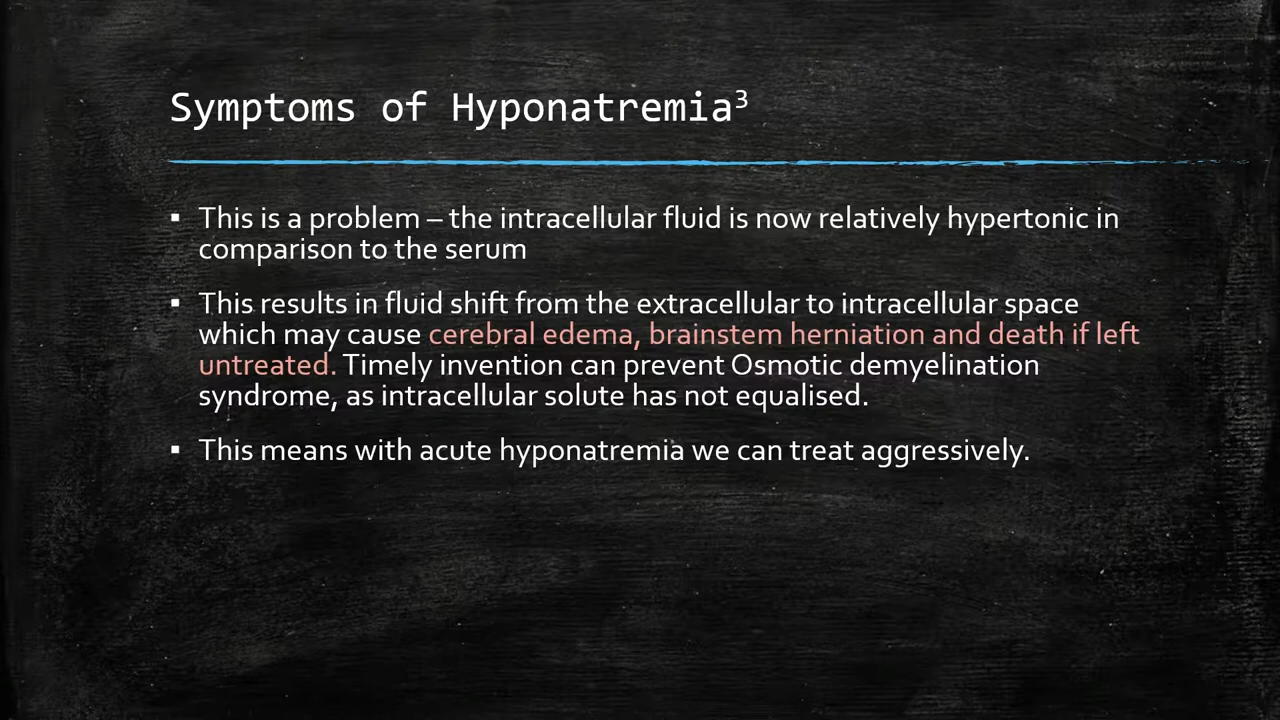 Symptoms of Hyponatremia³
▪ This is a problem – the intracellular fluid is now relatively hypertonic in
comparison to the serum
▪ This results in fluid shift from the extracellular to intracellular space
which may cause cerebral edema, brainstem herniation and death if left
untreated. Timely invention can prevent Osmotic demyelination
syndrome, as intracellular solute has not equalised.
▪ This means with acute hyponatremia we can treat aggressively.